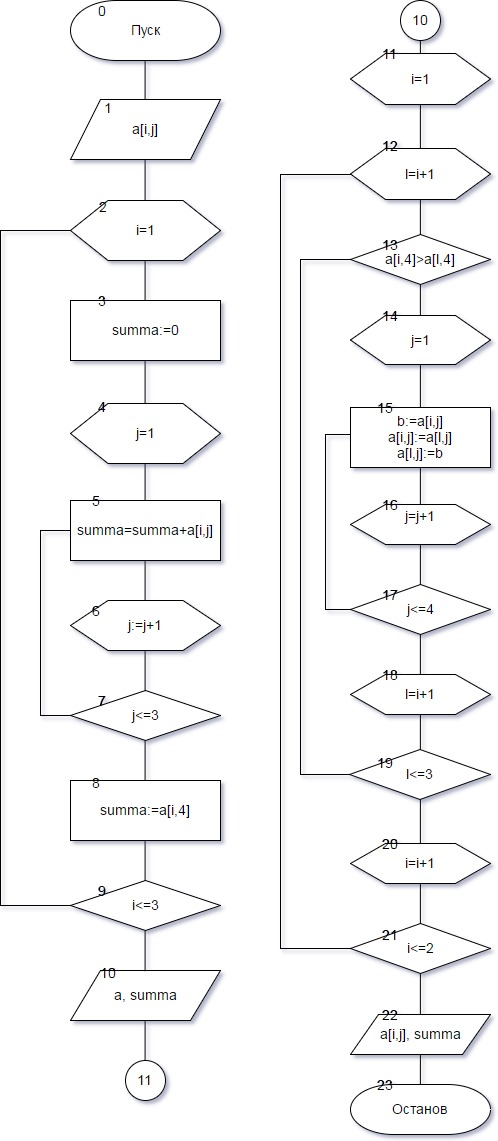 0
Пуск
1
a[i,j]
2
i=1
3
summa:=0
4
j=1
5
summa=summa+a[i,j]
6
j:=j+1
7
j<=3
8
summa:=a[i,4]
9
i<=3
10
a, summa
11
10
11
i=1
12
l=i+1
13
a[i,4]>a[l,4]
14
j=1
15
b:=a[i,j]
a[i,j]:=a[l,j]
a[l,j]:=b
16
j=j+1
17
j<=4
18
l=i+1
19
l<=3
20
i=i+1
21
i<=2
22
a[i,j], summa
23
Останов